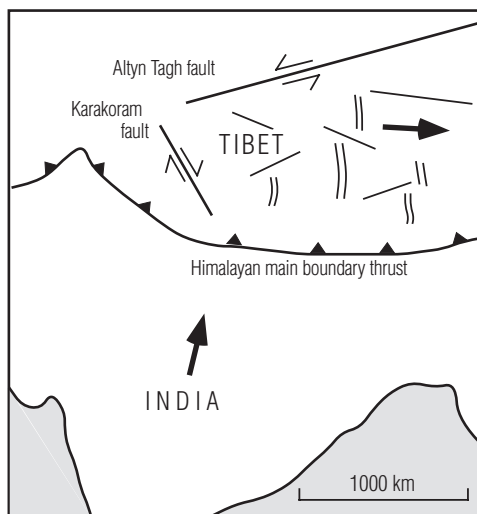 Altyn Tagh fault
Karakoram
fault
TIBET
Himalayan main boundary thrust
INDIA
1000 km